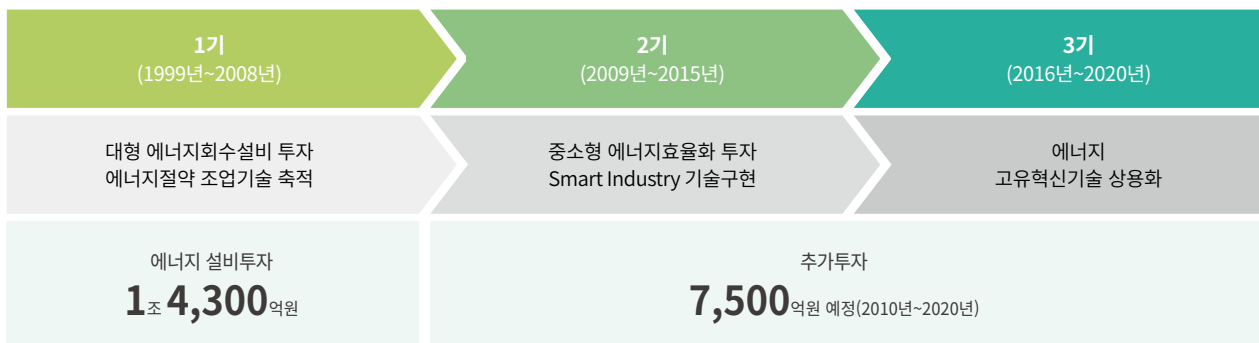 1기
(1999년~2008년)
2기
(2009년~2015년)
3기
(2016년~2020년)
대형 에너지회수설비 투자
에너지절약 조업기술 축적
중소형 에너지효율화 투자
Smart Industry 기술구현
에너지
고유혁신기술 상용화
에너지 설비투자
1조 4,300억원
추가투자
7,500억원 예정(2010년~2020년)